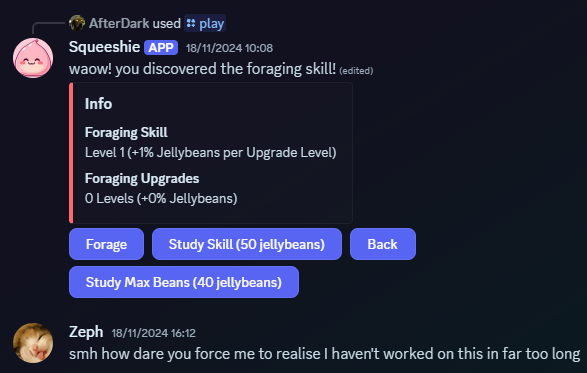 AfterDark used play
Squeeshie APP 18/11/2024 10:08
waow! you discovered the foraging skill! (edited)
Info
Foraging Skill
Level 1 (+1% Jellybeans per Upgrade Level)
Foraging Upgrades
0 Levels (+0% Jellybeans)
Forage Study Skill (50 jellybeans) Back
Study Max Beans (40 jellybeans)
Zeph 18/11/2024 16:12
smh how dare you force me to realise I haven't worked on this in far too long